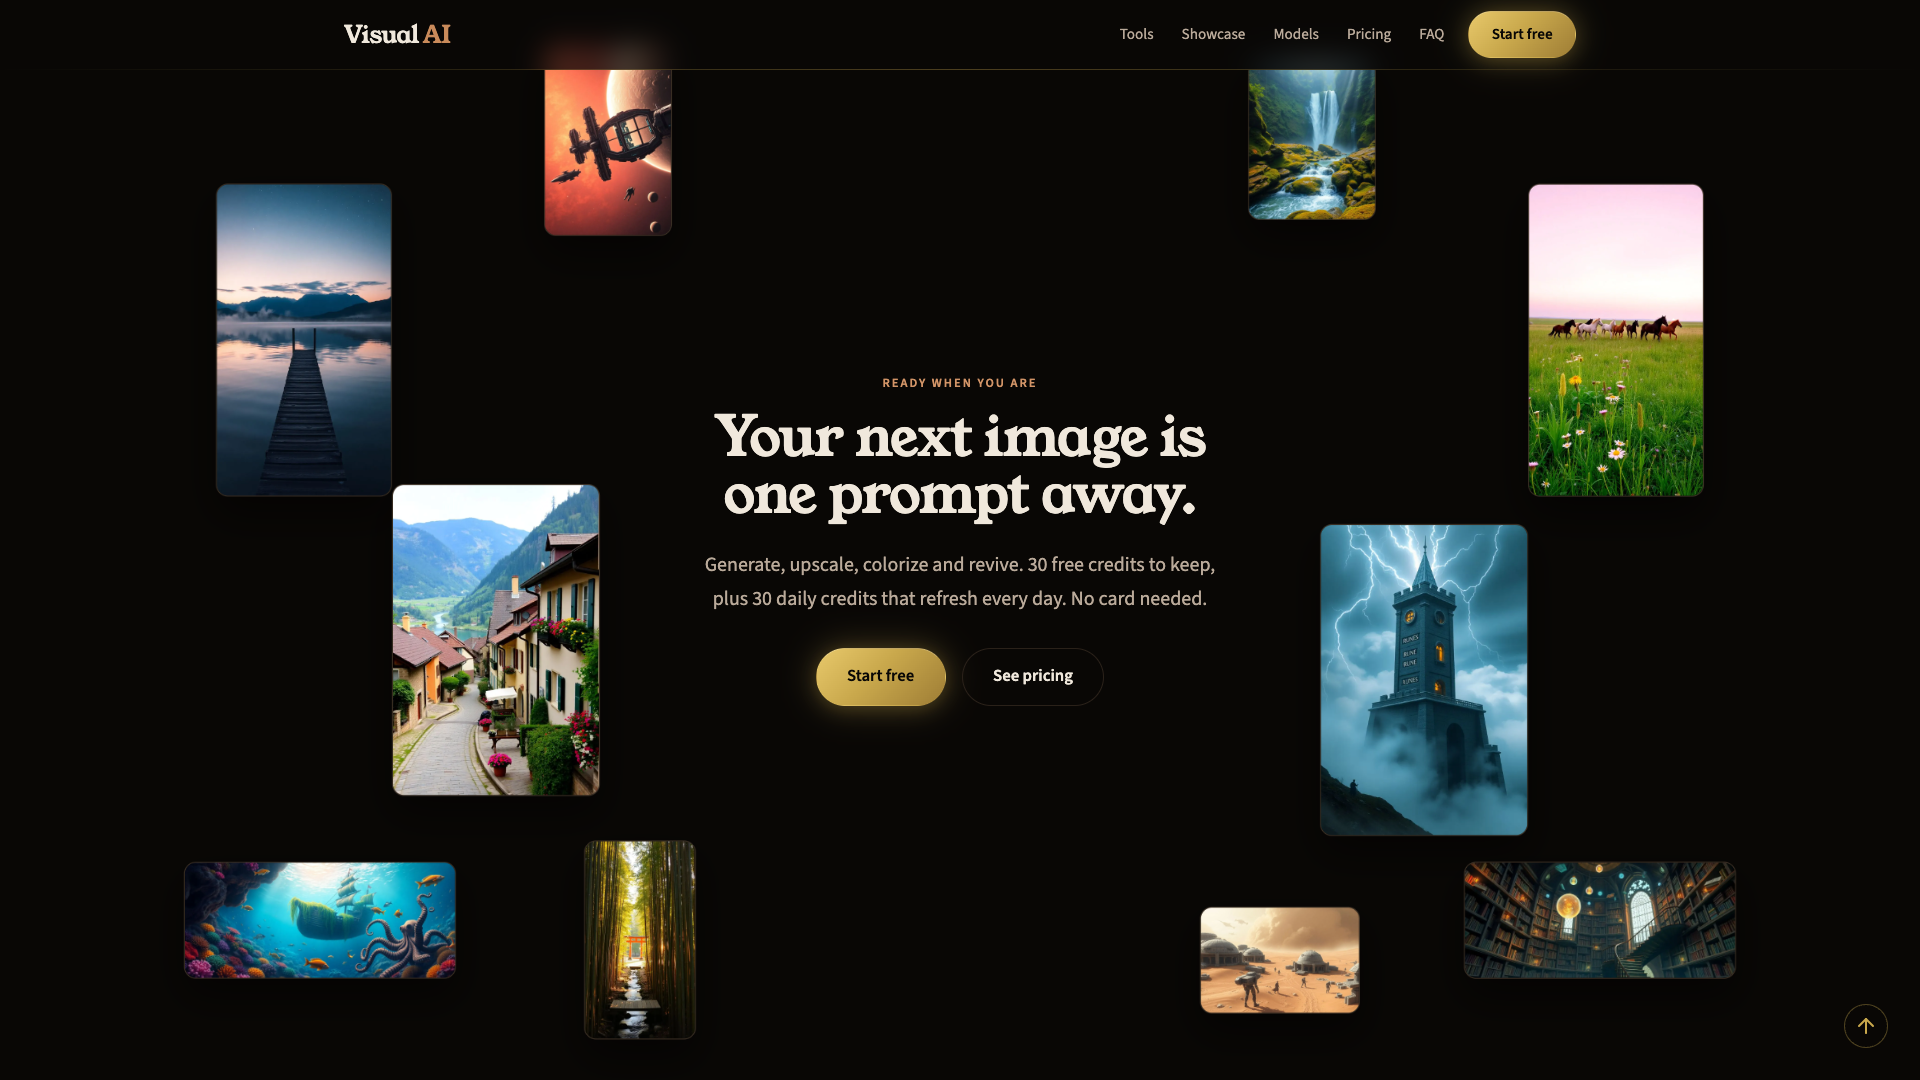 Visual AI
Tools
Showcase
Models
Pricing
FAQ
Start free
READY WHEN YOU ARE
Your next image is
one prompt away.
Generate, upscale, colorize and revive. 30 free credits to keep,
plus 30 daily credits that refresh every day. No card needed.
Start free
See pricing